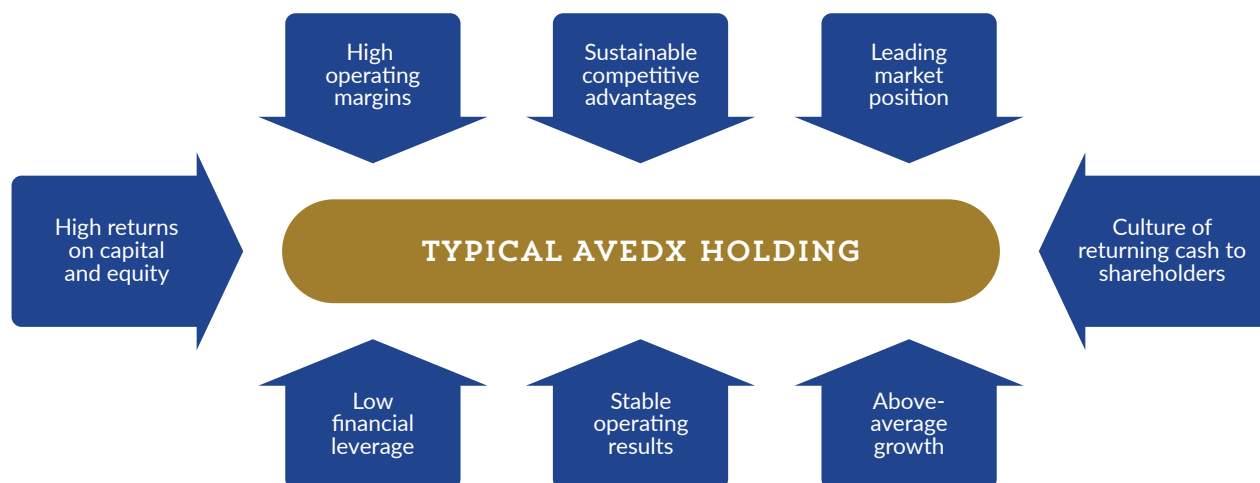 High
operating
margins
Sustainable
competitive
advantages
Leading
market
position
High returns
on capital
and equity
TYPICAL AVEDX HOLDING
Culture of
returning cash to
shareholders
Low
financial
leverage
Stable
operating
results
Above-
average
growth